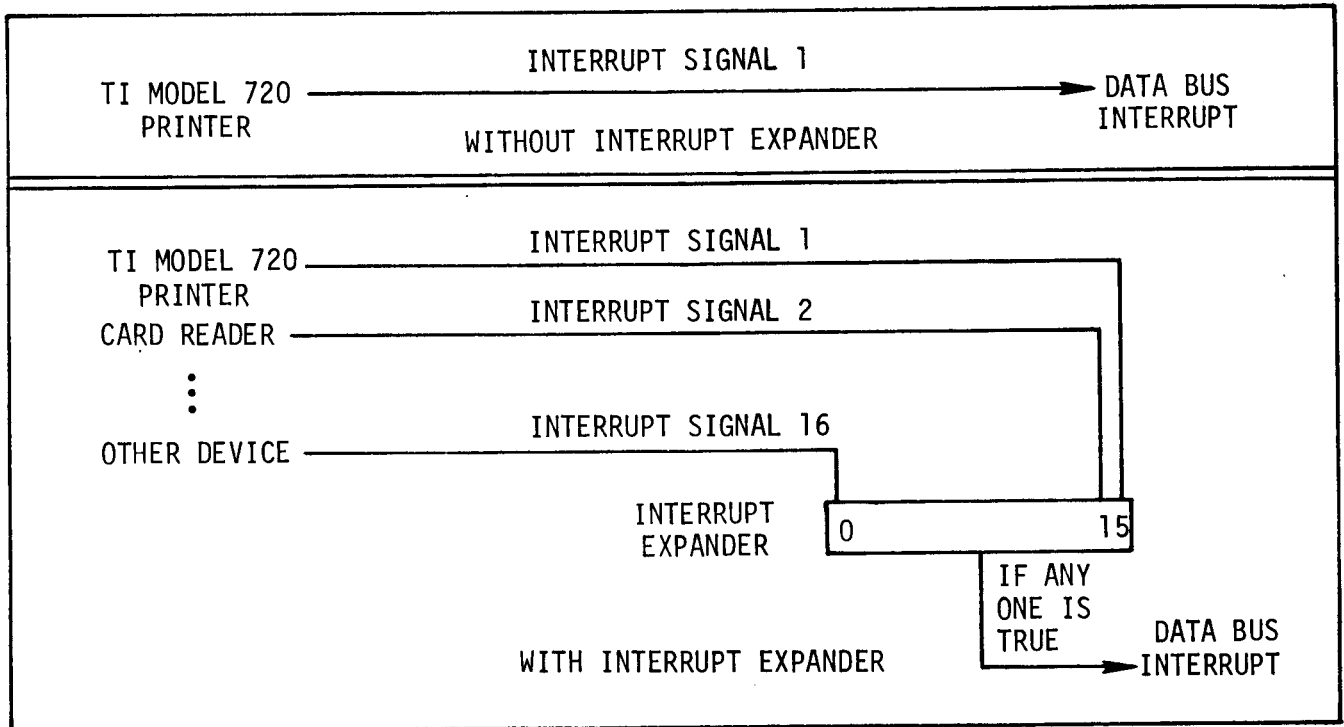 INTERRUPT SIGNAL 1
TI MODEL 720
PRINTER
DATA BUS
INTERRUPT
WITHOUT INTERRUPT EXPANDER
INTERRUPT SIGNAL 1
TI MODEL 720
PRINTER
INTERRUPT SIGNAL 2
CARD READER
INTERRUPT SIGNAL 16
OTHER DEVICE
INTERRUPT
EXPANDER
0
15
IF ANY
ONE IS
TRUE
DATA BUS
INTERRUPT
WITH INTERRUPT EXPANDER